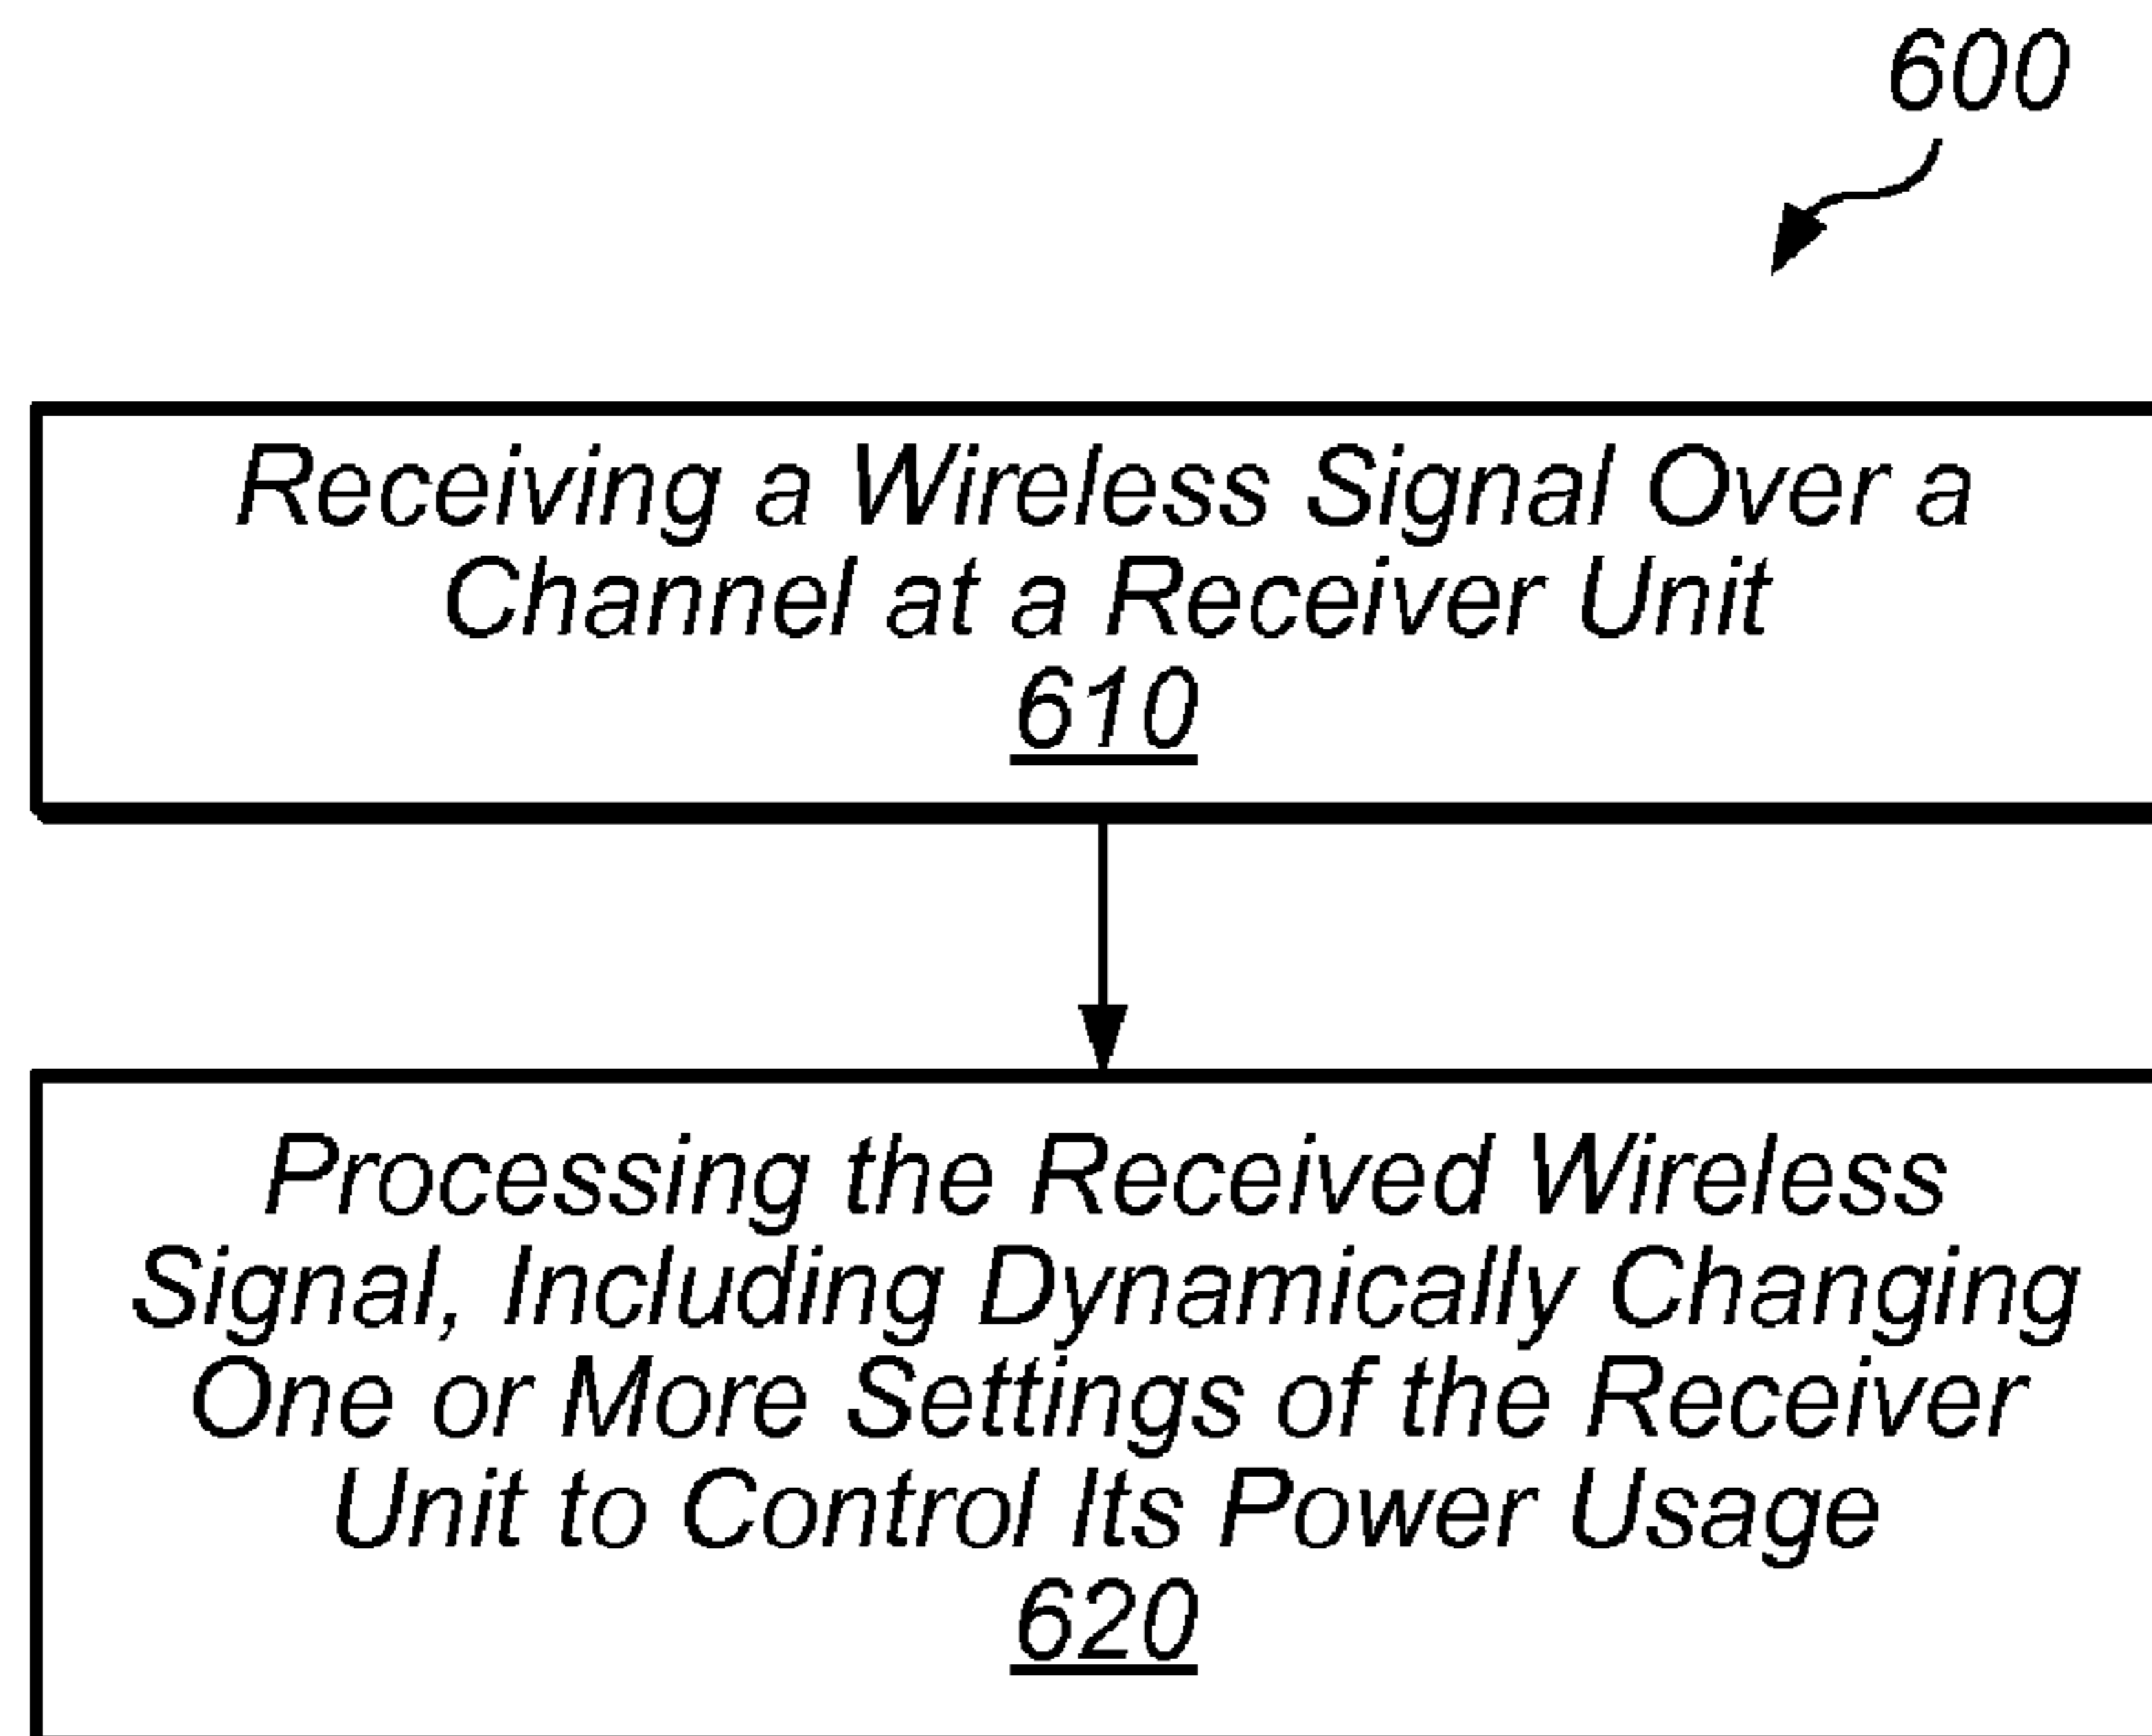 600
Receiving a Wireless Signal Over a
Channel at a Receiver Unit
610
Processing the Received Wireless
Signal, Including Dynamically Changing
One or More Settings of the Receiver
Unit to Control Its Power Usage
620